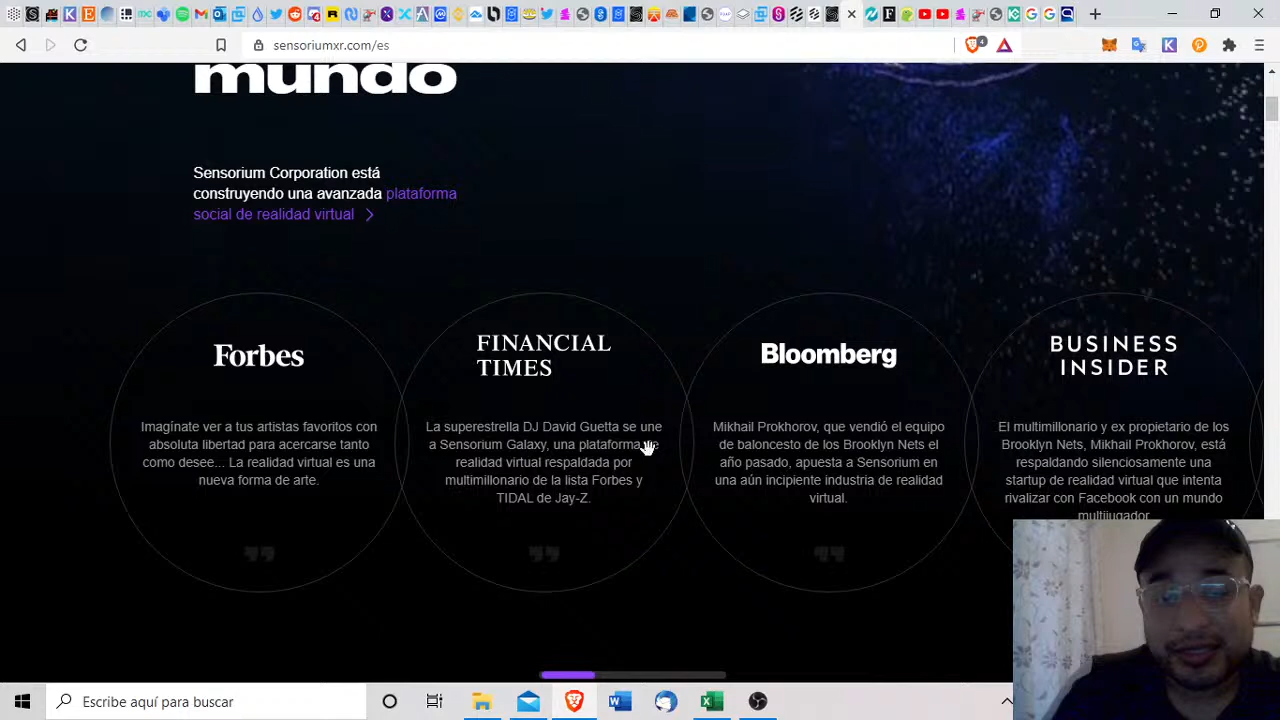 sensoriumxr.com/es
4
mundo
Sensorium Corporation está
construyendo una avanzada plataforma
social de realidad virtual >
Forbes
Imagínate ver a tus artistas favoritos con
absoluta libertad para acercarse tanto
como desee... La realidad virtual es una
nueva forma de arte.
FINANCIAL
TIMES
La superestrella DJ David Guetta se une
a Sensorium Galaxy, una plataforma
realidad virtual respaldada por
multimillonario de la lista Forbes y
TIDAL de Jay-Z.
Bloomberg
Mikhail Prokhorov, que vendió el equipo
de baloncesto de los Brooklyn Nets el
año pasado, apuesta a Sensorium en
una aún incipiente industria de realidad
virtual.
BUSINESS
INSIDER
El multimillonario y ex propietario de los
Brooklyn Nets, Mikhail Prokhorov, está
respaldando silenciosamente una
startup de realidad virtual que intenta
rivalizar con Facebook con un mundo
multijugador.
Escribe aquí para buscar